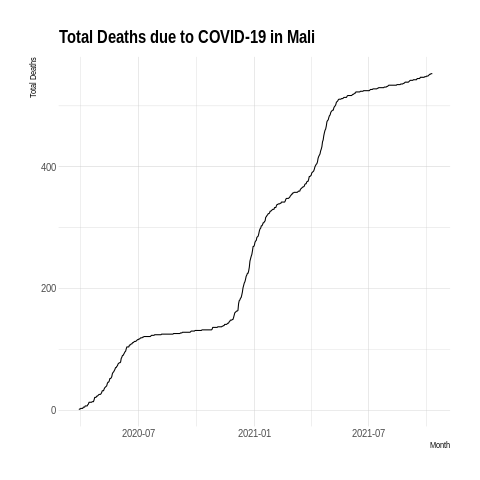 Total Deaths due to COVID-19 in Mali
Total Deaths
400
200
0
2020-07
2021-01
2021-07
Month